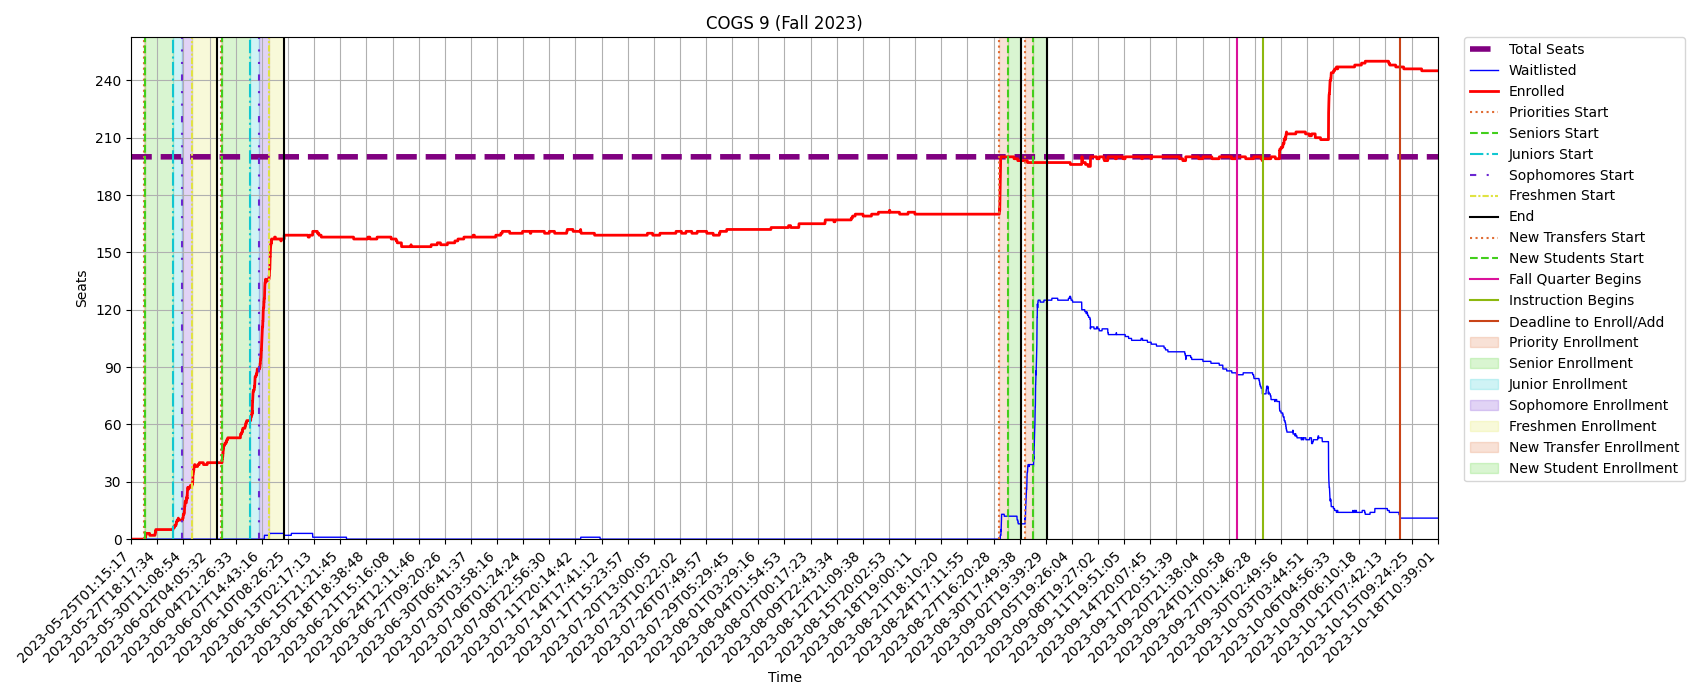 COGS 9 (Fall 2023)
Seats
240
210
180
150
120
90
60
30
0
2023-05-25T01:15:17
2023-05-27T18:17:34
2023-05-30T11:08:54
2023-06-02T04:05:32
2023-06-04T21:26:33
2023-06-07T14:43:16
2023-06-10T08:26:25
2023-06-13T02:17:13
2023-06-15T21:21:45
2023-06-18T18:38:48
2023-06-21T15:16:08
2023-06-24T12:11:46
2023-06-27T09:20:26
2023-06-30T06:41:37
2023-07-03T03:58:16
2023-07-06T01:24:24
2023-07-08T22:56:30
2023-07-11T20:14:42
2023-07-14T17:41:12
2023-07-17T15:23:57
2023-07-20T13:00:05
2023-07-23T10:22:02
2023-07-26T07:49:57
2023-07-29T05:29:45
2023-08-01T03:29:16
2023-08-04T01:54:53
2023-08-07T00:17:23
2023-08-09T22:43:34
2023-08-12T21:09:38
2023-08-15T20:02:53
2023-08-18T19:00:11
2023-08-21T18:10:20
2023-08-24T17:11:55
2023-08-27T16:20:28
2023-08-30T17:49:38
2023-09-02T19:39:29
2023-09-05T19:26:04
2023-09-08T19:27:02
2023-09-11T19:51:05
2023-09-14T20:07:45
2023-09-17T20:51:39
2023-09-20T21:38:04
2023-09-24T01:00:58
2023-09-27T01:46:28
2023-09-30T02:49:56
2023-10-03T03:44:51
2023-10-06T04:56:33
2023-10-09T06:10:18
2023-10-12T07:42:13
2023-10-15T09:24:25
2023-10-18T10:39:01
Time
Total Seats
Waitlisted
Enrolled
Priorities Start
Seniors Start
Juniors Start
Sophomores Start
Freshmen Start
End
New Transfers Start
New Students Start
Fall Quarter Begins
Instruction Begins
Deadline to Enroll/Add
Priority Enrollment
Senior Enrollment
Junior Enrollment
Sophomore Enrollment
Freshmen Enrollment
New Transfer Enrollment
New Student Enrollment